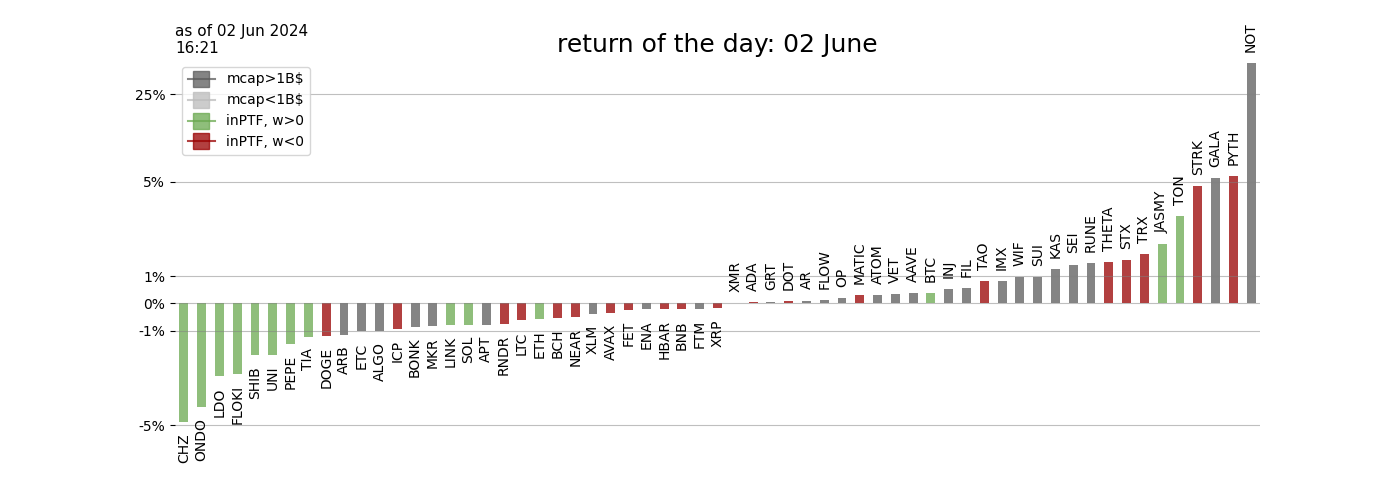 as of 02 Jun 2024
16:21
return of the day: 02 June
mcap>1B$
mcap<1B$
inPTF, w>0
inPTF, w<0
25%
5%
1%
0%
-1%
-5%
CHZ
ONDO
LDO
FLOKI
SHIB
UNI
PEPE
TIA
DOGE
ARB
ETC
ALGO
ICP
BONK
MKR
LINK
SOL
APT
RNDR
LTC
ETH
BCH
NEAR
XLM
AVAX
FET
ENA
HBAR
BNB
FTM
XRP
XMR
ADA
GRT
DOT
AR
FLOW
OP
MATIC
ATOM
VET
AAVE
BTC
INJ
FIL
TAO
IMX
WIF
SUI
KAS
SEI
RUNE
THETA
STX
TRX
JASMY
TON
STRK
GALA
PYTH
NOT